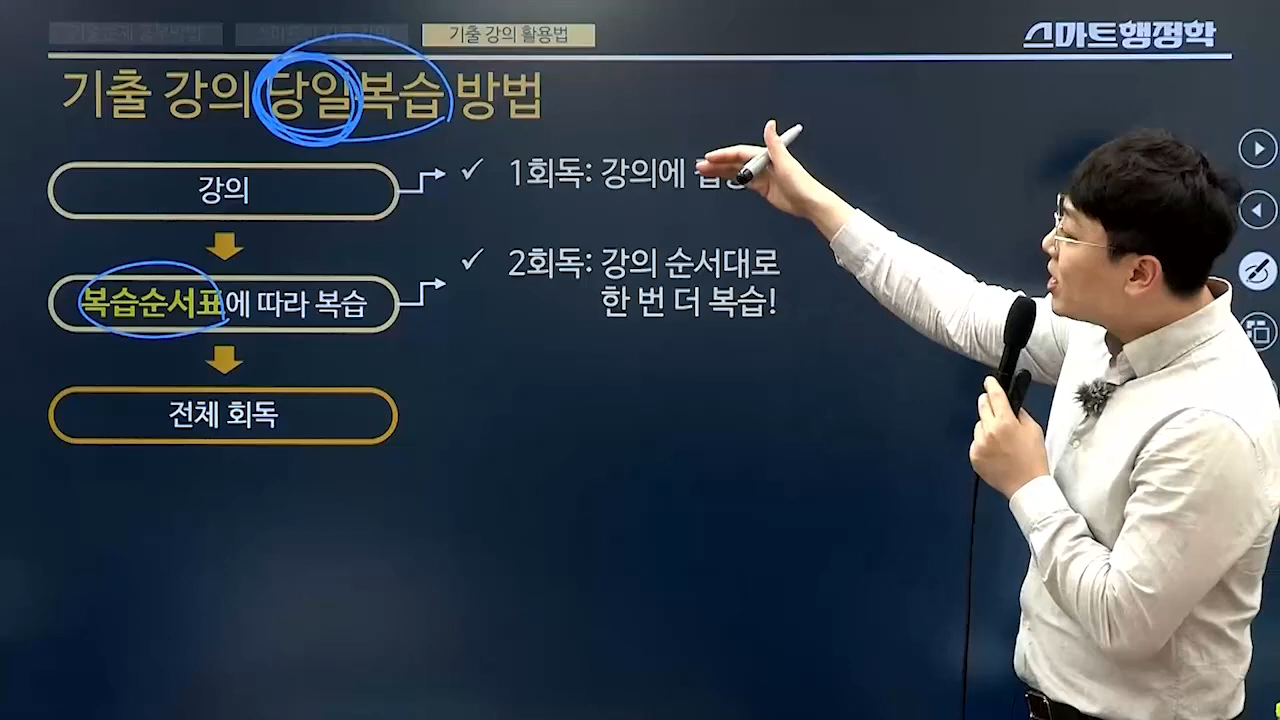 기출 강의 활용법
스마트행정학
기출 강의 당일복습 방법
강의
✓ 1회독: 강의에
복습순서표에 따라 복습
✓ 2회독: 강의 순서대로
한 번 더 복습!
전체 회독